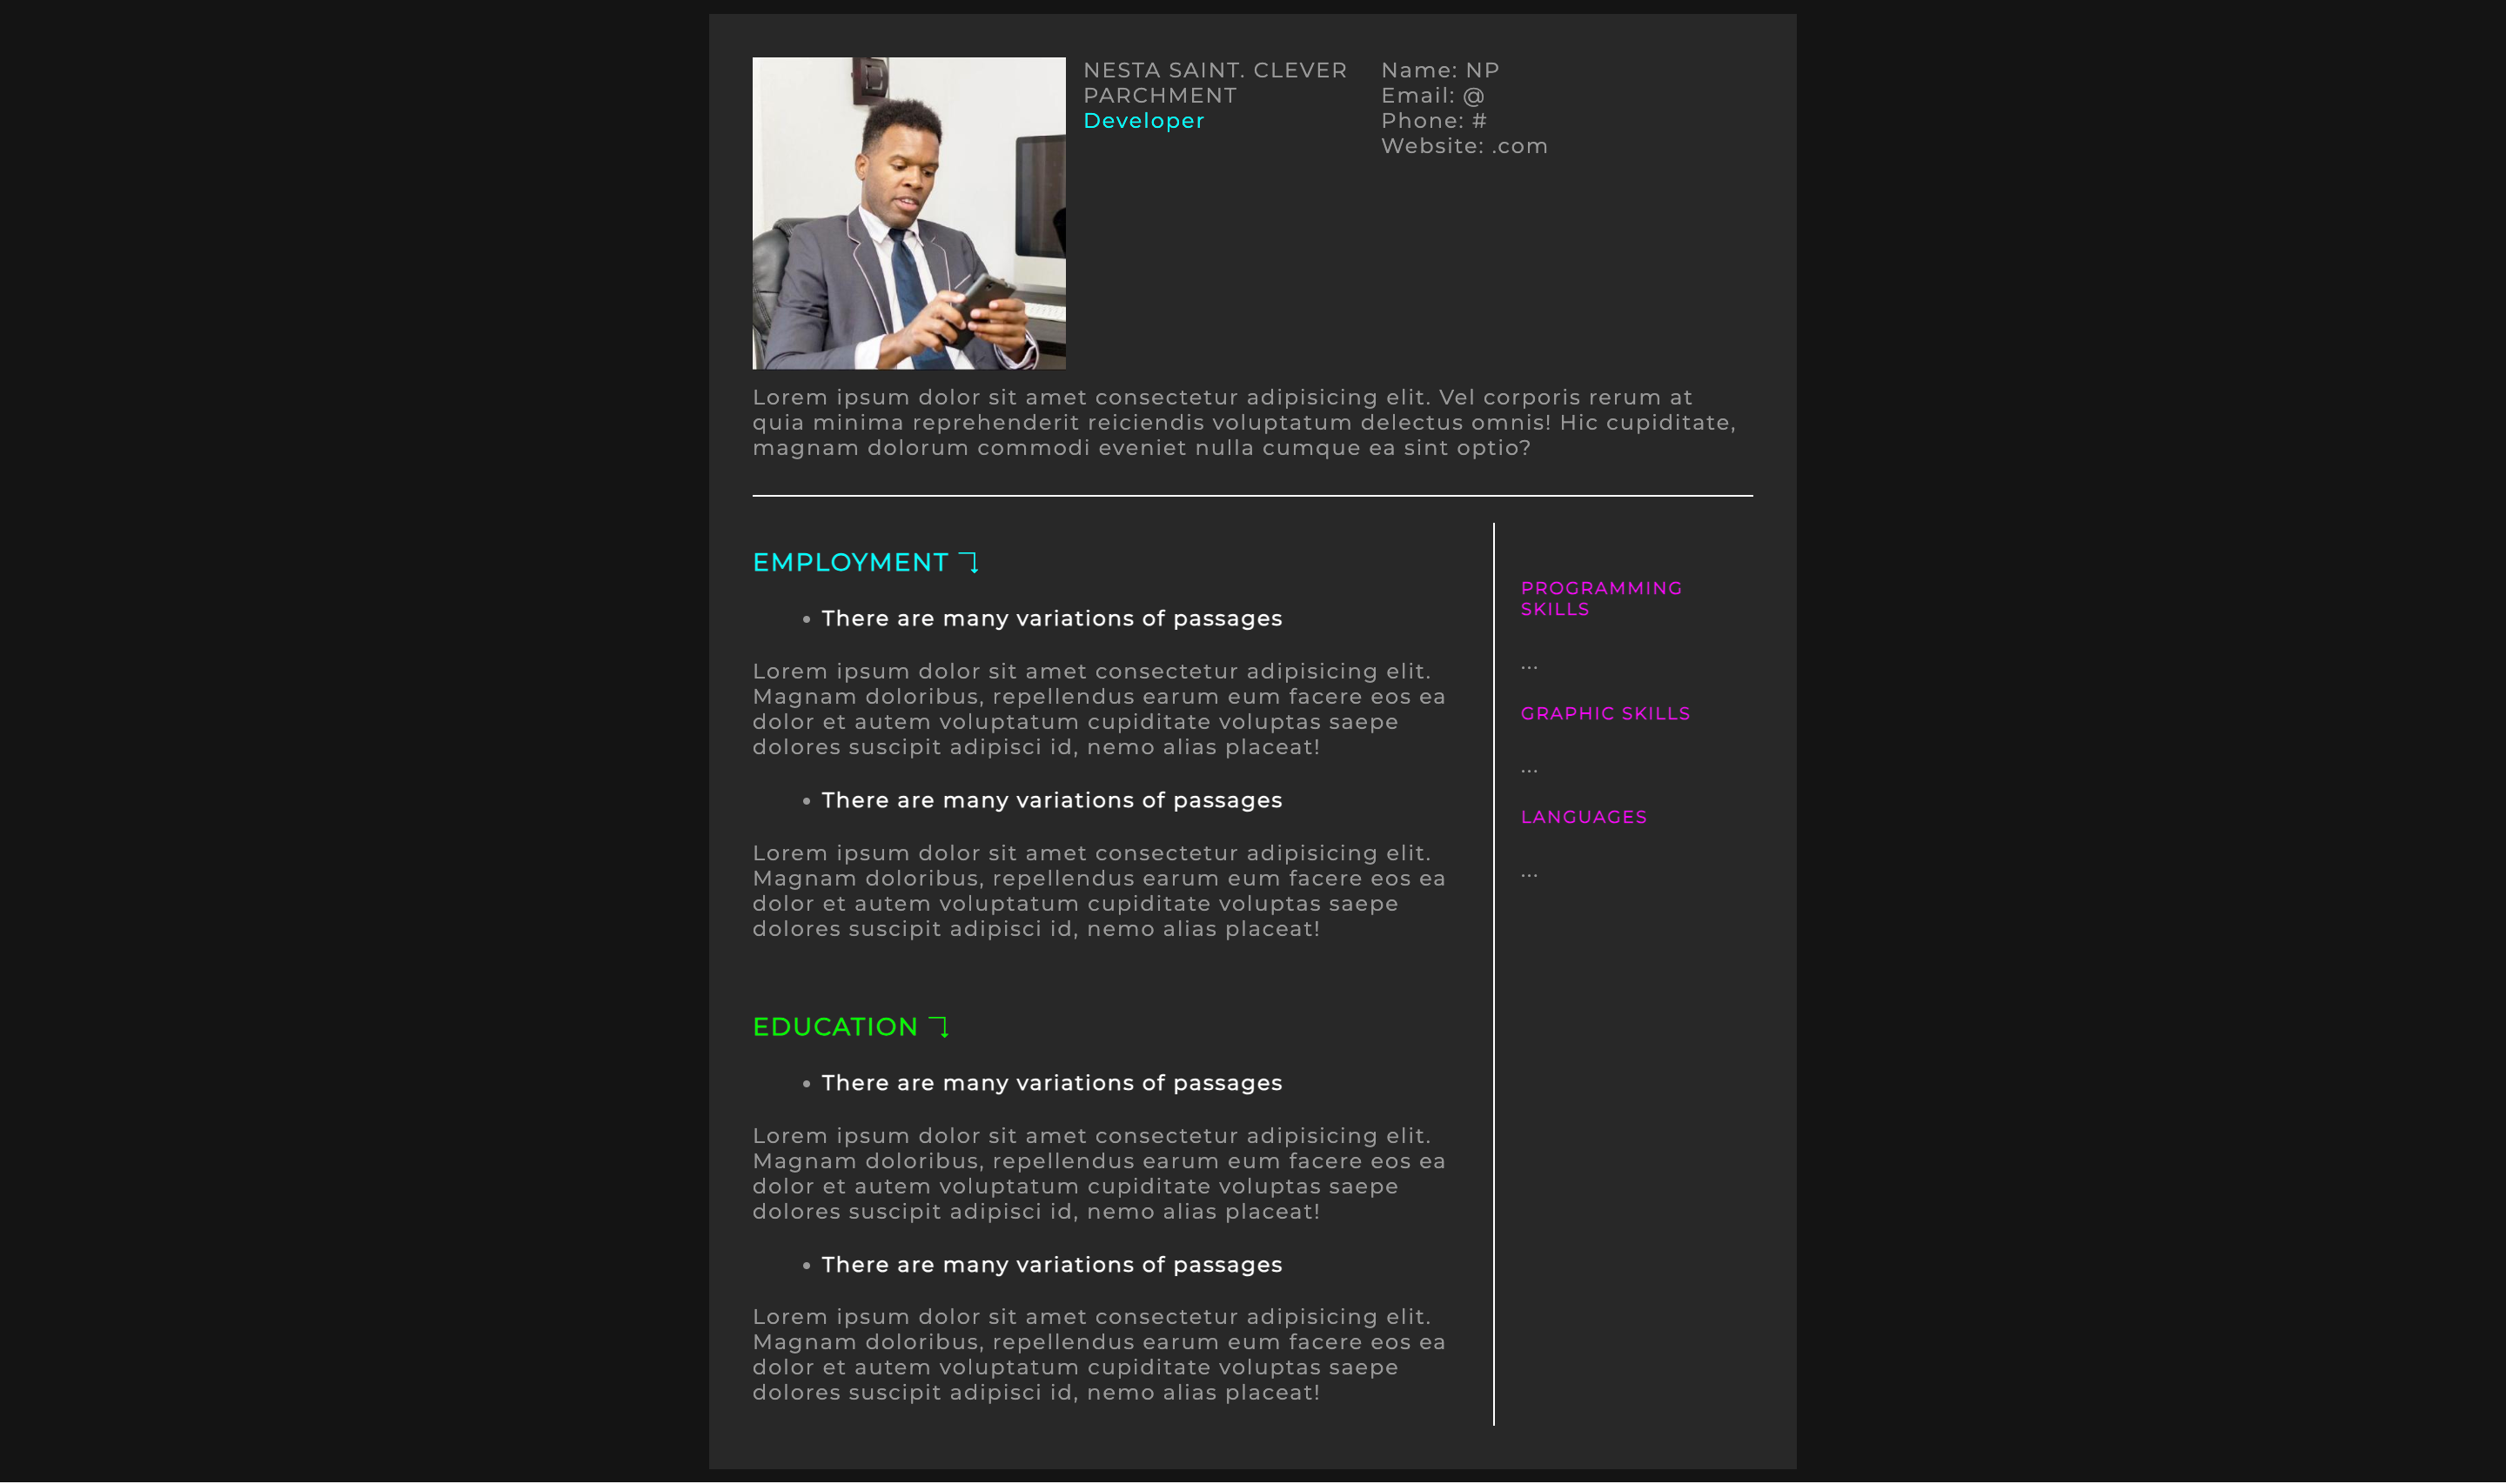 NESTA SAINT. CLEVER
PARCHMENT
Developer
Name: NP
Email: @
Phone: #
Website: .com
Lorem ipsum dolor sit amet consectetur adipisicing elit. Vel corporis rerum at
quia minima reprehenderit reiciendis voluptatum delectus omnis! Hic cupiditate,
magnam dolorum commodi eveniet nulla cumque ea sint optio?
EMPLOYMENT ⮧
• There are many variations of passages
Lorem ipsum dolor sit amet consectetur adipisicing elit.
Magnam doloribus, repellendus earum eum facere eos ea
dolor et autem voluptatum cupiditate voluptas saepe
dolores suscipit adipisci id, nemo alias placeat!
• There are many variations of passages
Lorem ipsum dolor sit amet consectetur adipisicing elit.
Magnam doloribus, repellendus earum eum facere eos ea
dolor et autem voluptatum cupiditate voluptas saepe
dolores suscipit adipisci id, nemo alias placeat!
EDUCATION ⮧
• There are many variations of passages
Lorem ipsum dolor sit amet consectetur adipisicing elit.
Magnam doloribus, repellendus earum eum facere eos ea
dolor et autem voluptatum cupiditate voluptas saepe
dolores suscipit adipisci id, nemo alias placeat!
• There are many variations of passages
Lorem ipsum dolor sit amet consectetur adipisicing elit.
Magnam doloribus, repellendus earum eum facere eos ea
dolor et autem voluptatum cupiditate voluptas saepe
dolores suscipit adipisci id, nemo alias placeat!
PROGRAMMING
SKILLS
...
GRAPHIC SKILLS
...
LANGUAGES
...